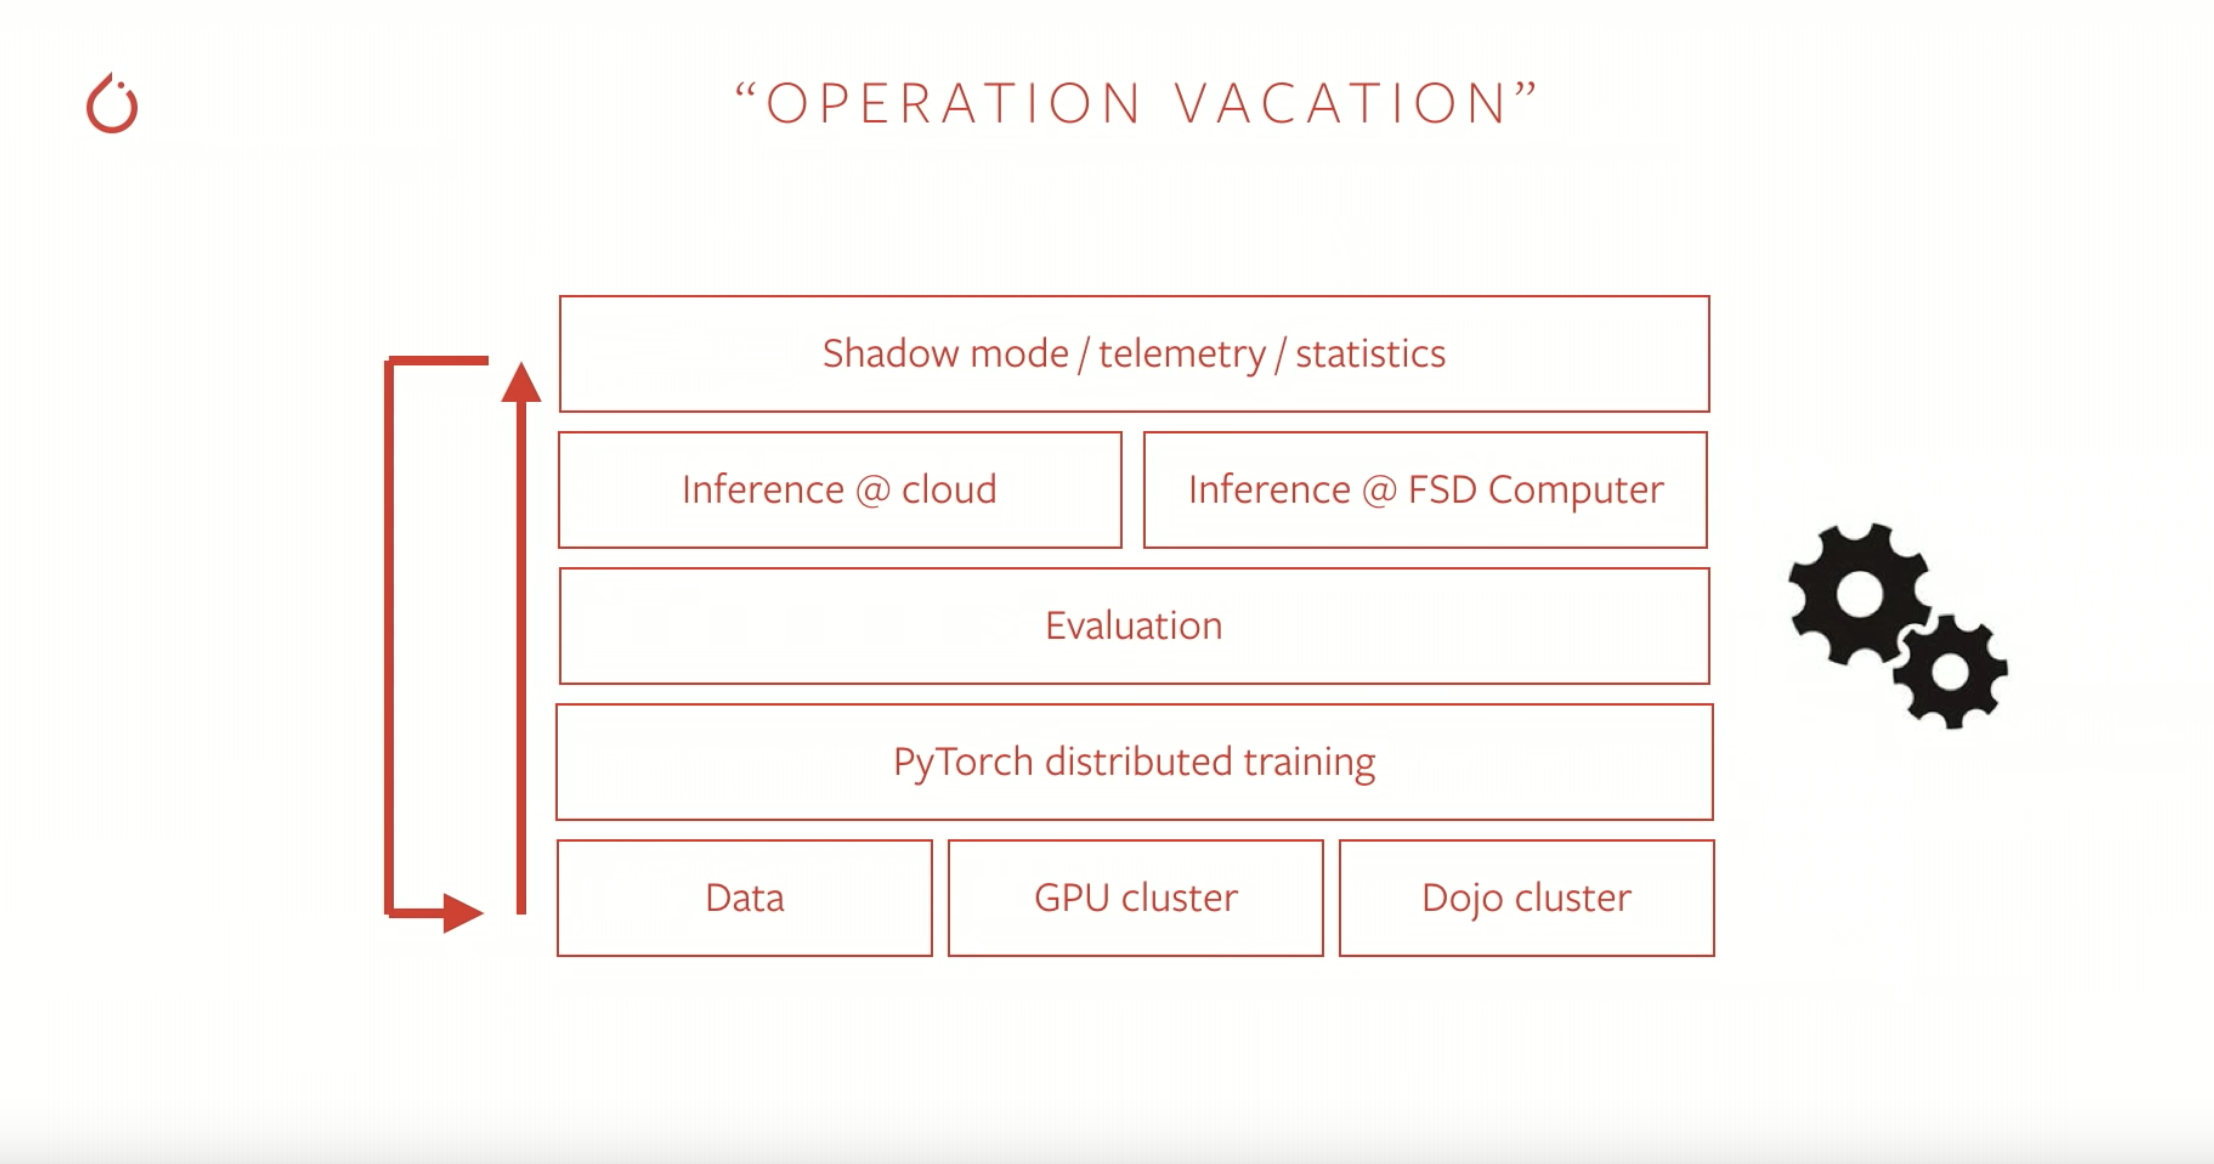 “OPERATION VACATION”
Shadow mode / telemetry / statistics
Inference @ cloud
Inference @ FSD Computer
Evaluation
PyTorch distributed training
Data
GPU cluster
Dojo cluster